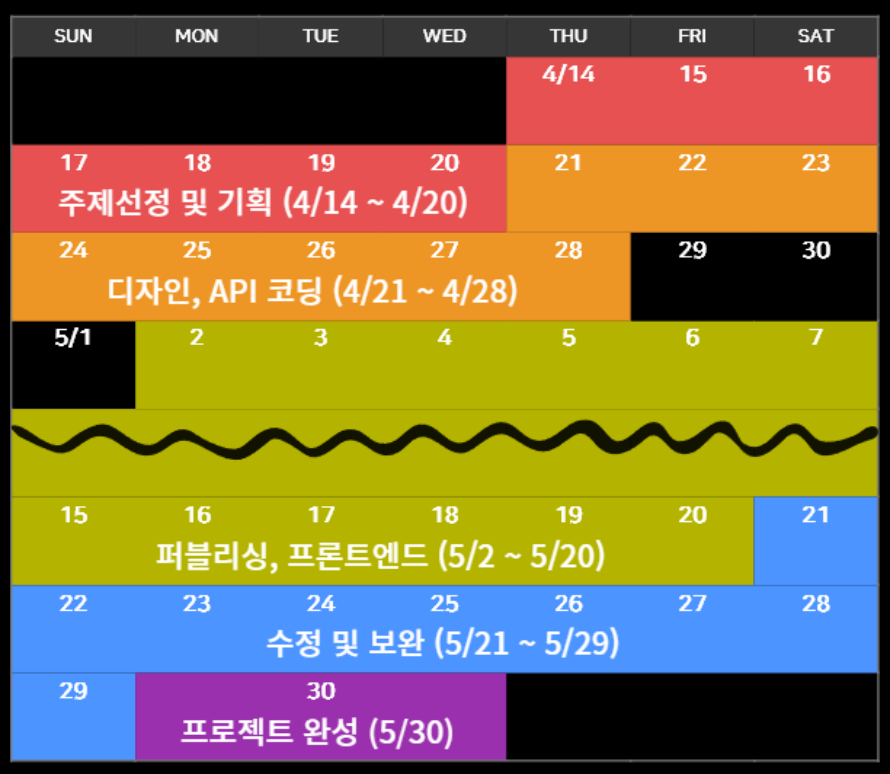 SUN MON TUE WED THU FRI SAT
4/14 15 16
17 18 19 20 21 22 23
주제선정 및 기획 (4/14 ~ 4/20)
24 25 26 27 28 29 30
디자인, API 코딩 (4/21 ~ 4/28)
5/1 2 3 4 5 6 7
15 16 17 18 19 20 21
퍼블리싱, 프론트엔드 (5/2 ~ 5/20)
22 23 24 25 26 27 28
수정 및 보완 (5/21 ~ 5/29)
29 30
프로젝트 완성 (5/30)